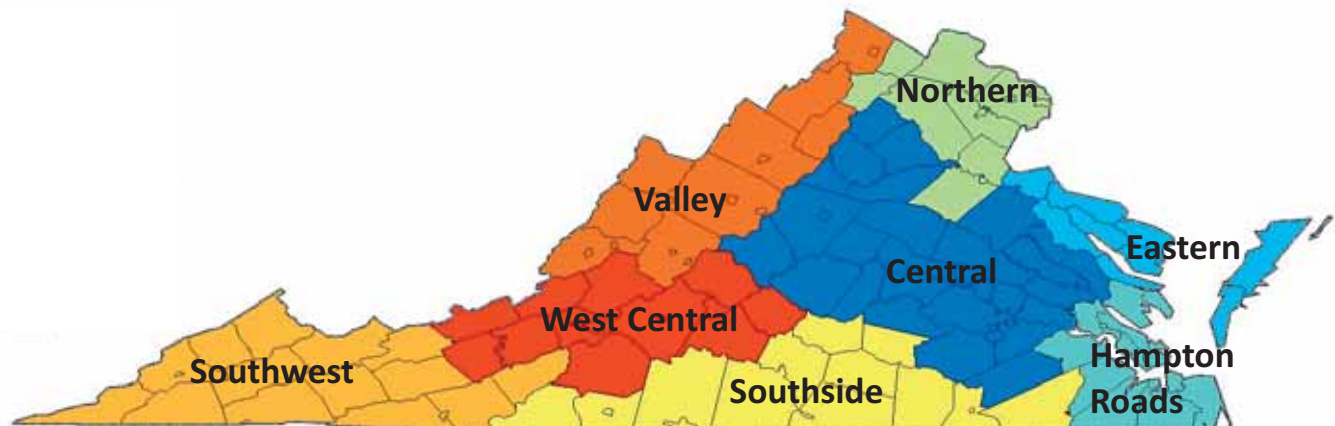 Northern
Valley
Eastern
Central
West Central
Hampton
Roads
Southwest
Southside